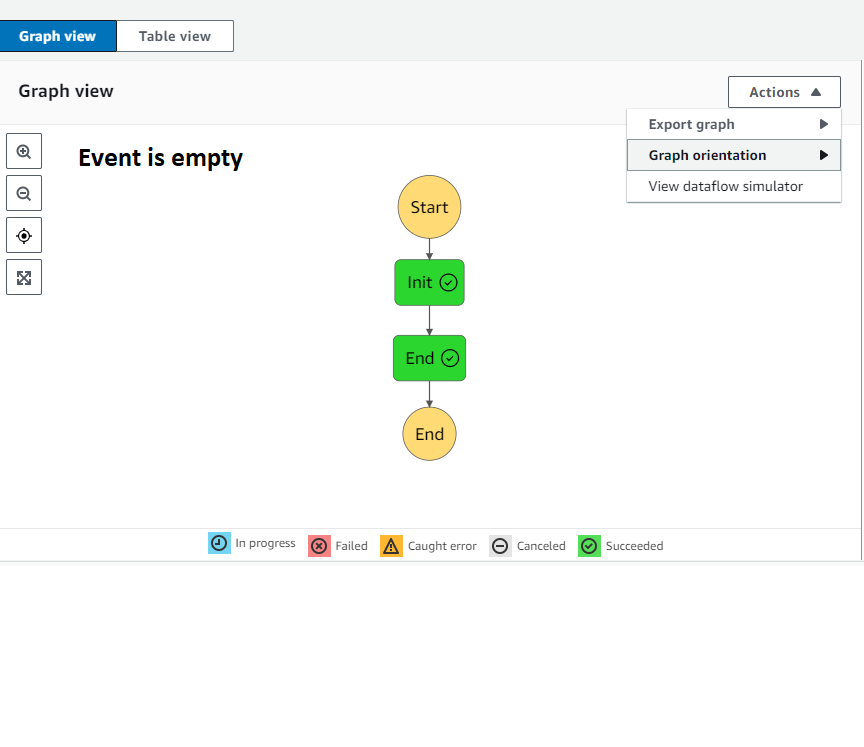 Graph view Table view
Graph view
Actions
Export graph
Graph orientation
View dataflow simulator
Event is empty
Start
Init
End
End
In progress Failed Caught error Canceled Succeeded